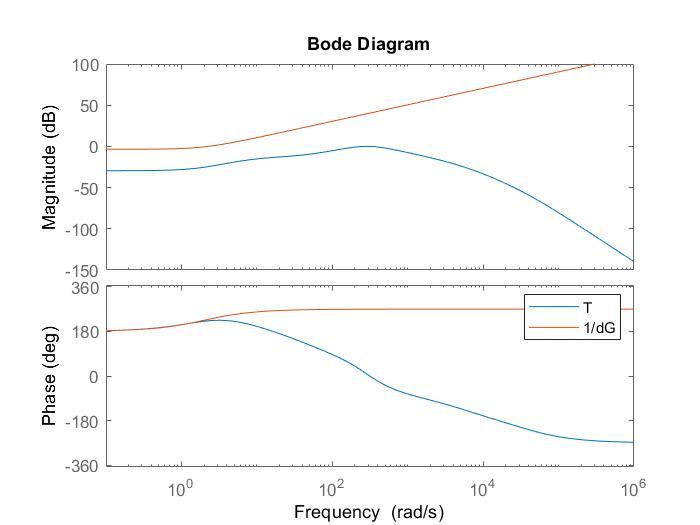 Bode Diagram
Magnitude (dB)
100
50
0
-50
-100
-150
Phase (deg)
360
180
0
-180
-360
T
1/dG
10^0
10^2
10^4
10^6
Frequency (rad/s)